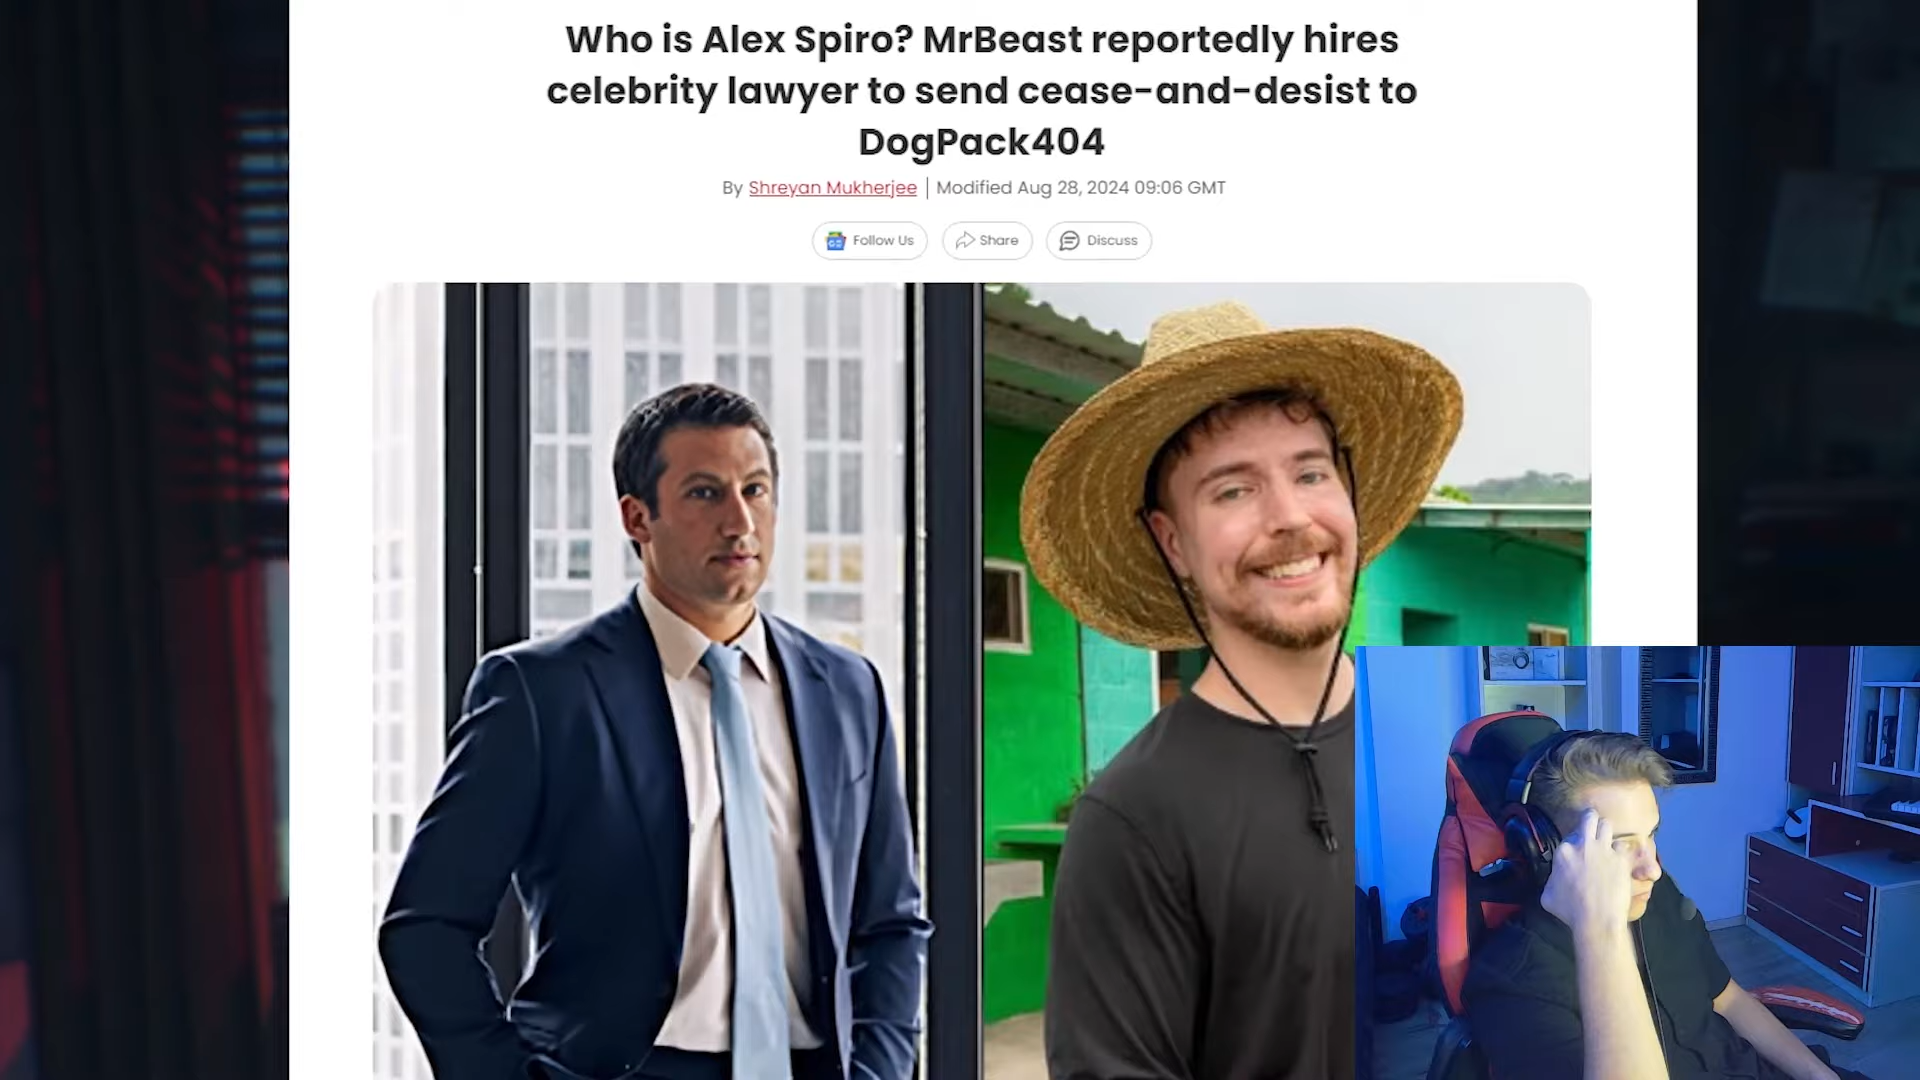 Who is Alex Spiro? MrBeast reportedly hires
celebrity lawyer to send cease-and-desist to
DogPack404
By Shreyan Mukherjee | Modified Aug 28, 2024 09:06 GMT
Follow Us Share Discuss